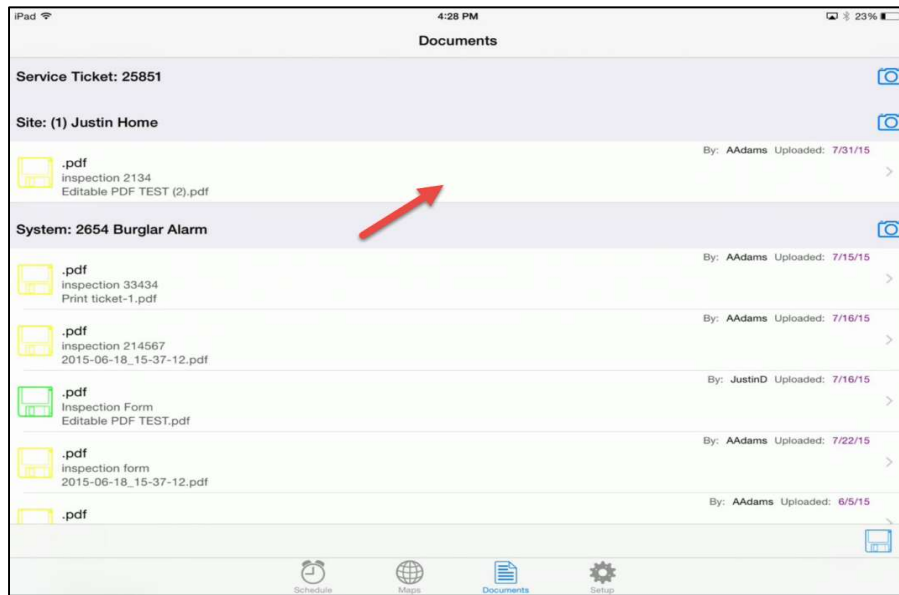 iPad 4:28 PM 23%
Documents
Service Ticket: 25851
Site: (1) Justin Home
By: AAdams Uploaded: 7/31/15
.pdf
inspection 2134
Editable PDF TEST (2).pdf
System: 2654 Burglar Alarm
By: AAdams Uploaded: 7/15/15
.pdf
inspection 33434
Print ticket-1.pdf
By: AAdams Uploaded: 7/16/15
.pdf
inspection 214567
2015-06-18_15-37-12.pdf
By: JustinD Uploaded: 7/16/15
.pdf
Inspection Form
Editable PDF TEST.pdf
By: AAdams Uploaded: 7/22/15
.pdf
inspection form
2015-06-18_15-37-12.pdf
By: AAdams Uploaded: 6/5/15
.pdf
Schedule Maps Documents Setup